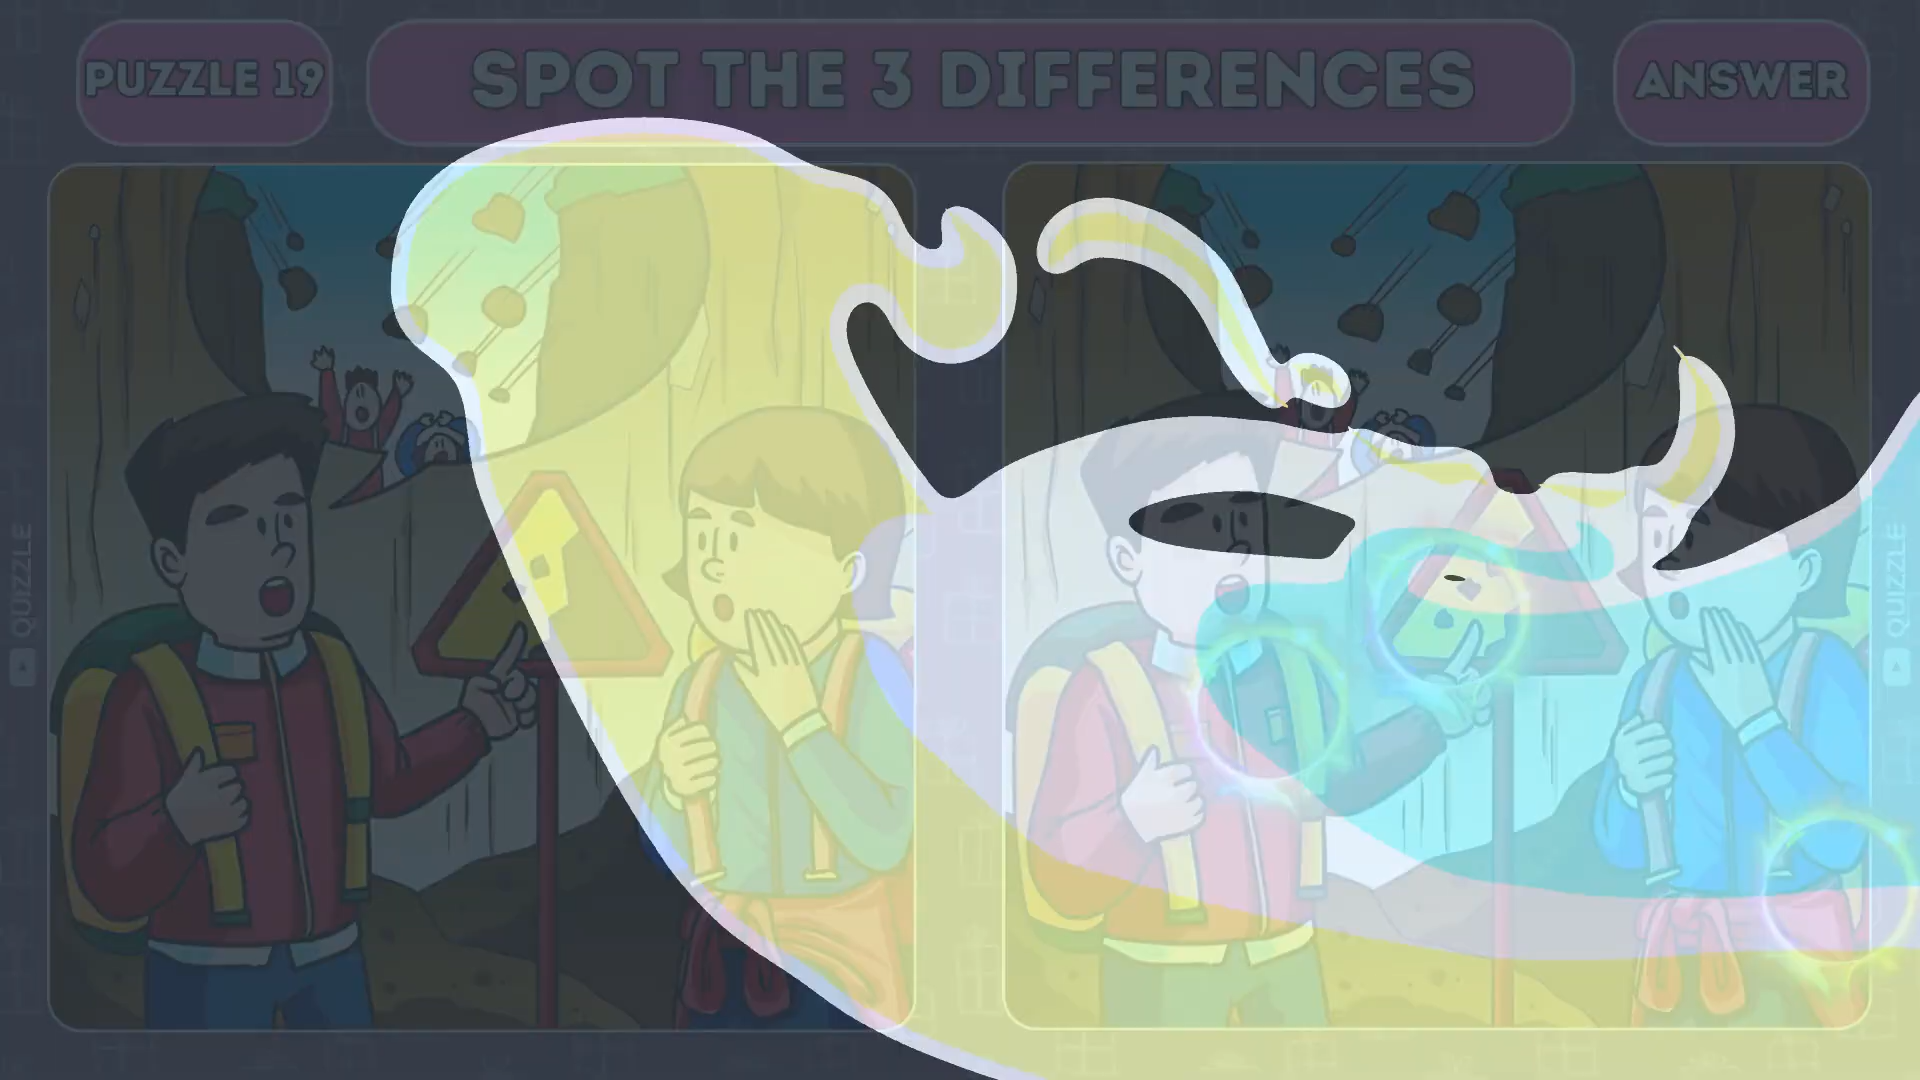 PUZZLE 19
SPOT THE 3 DIFFERENCES
ANSWER
QUIZZLE
QUIZZLE